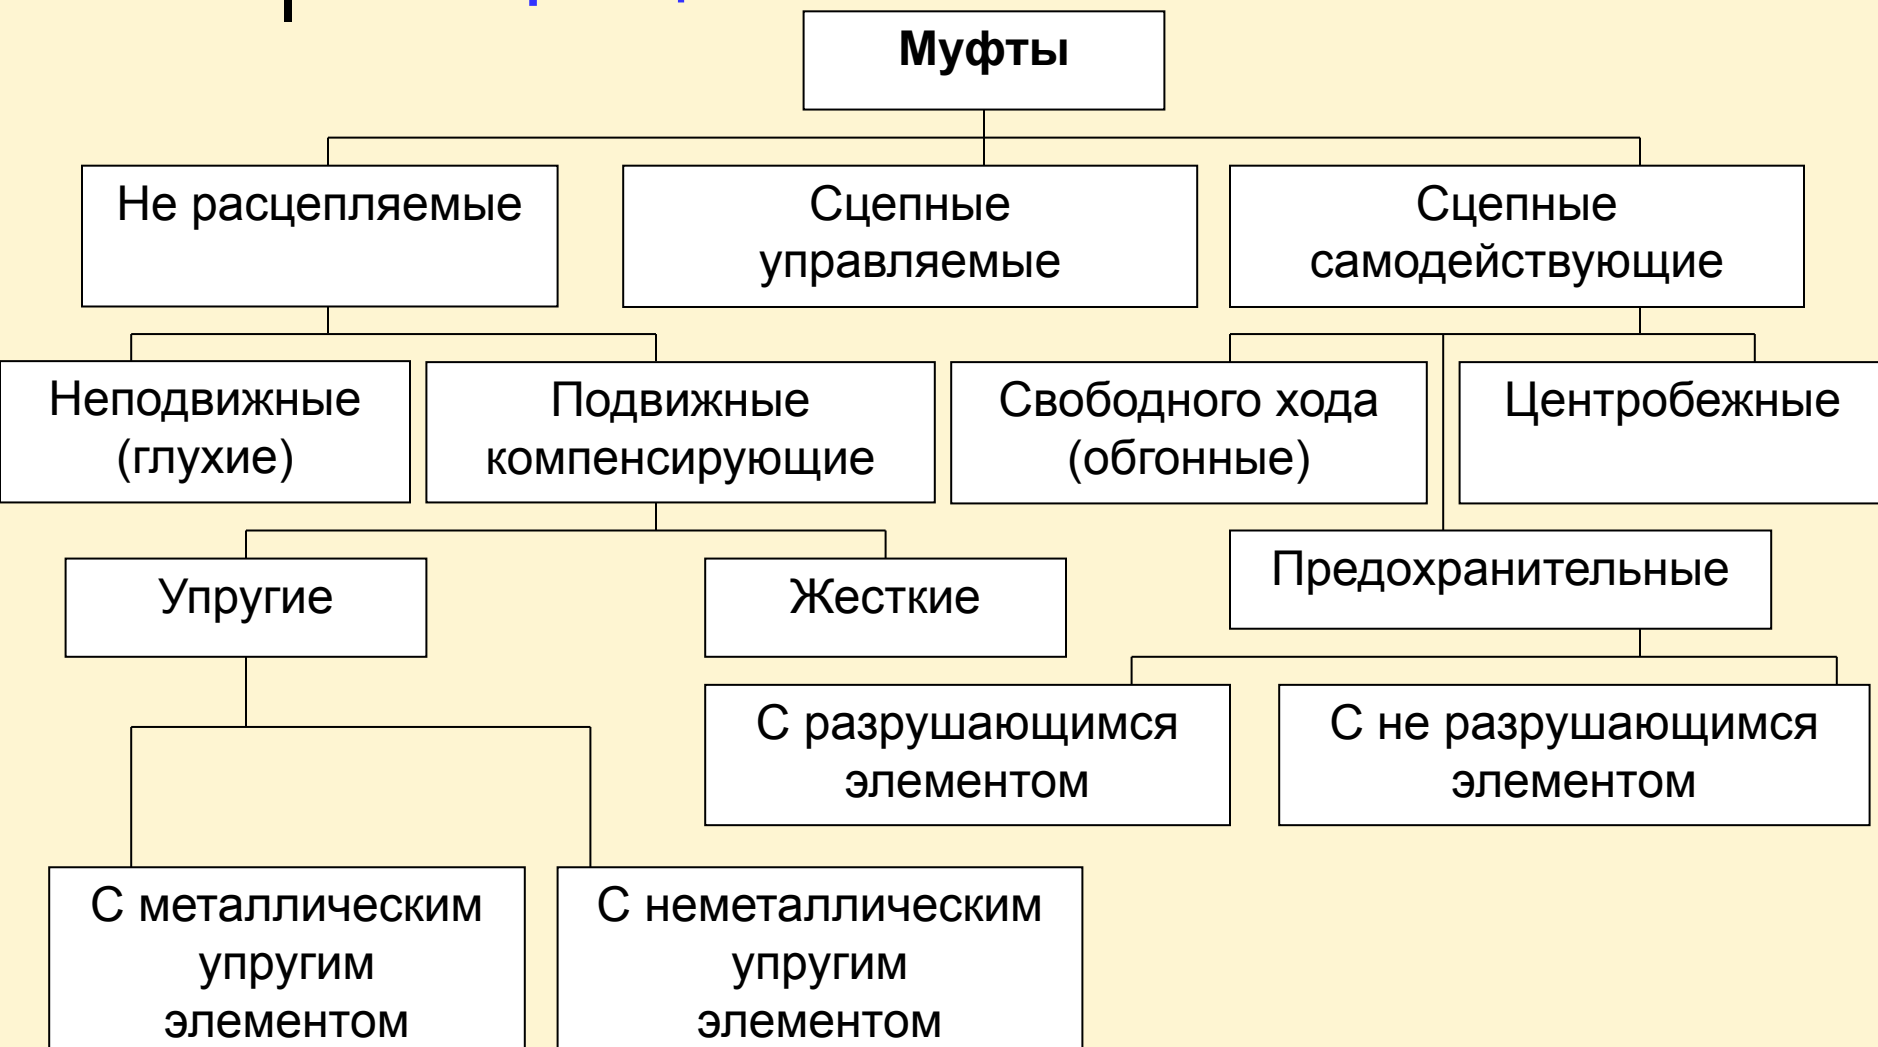 Муфты
Не расцепляемые
Сцепные
управляемые
Сцепные
самодействующие
Неподвижные
(глухие)
Подвижные
компенсирующие
Свободного хода
(обгонные)
Центробежные
Упругие
Жесткие
Предохранительные
С разрушающимся
элементом
С не разрушающимся
элементом
С металлическим
упругим
элементом
С неметаллическим
упругим
элементом